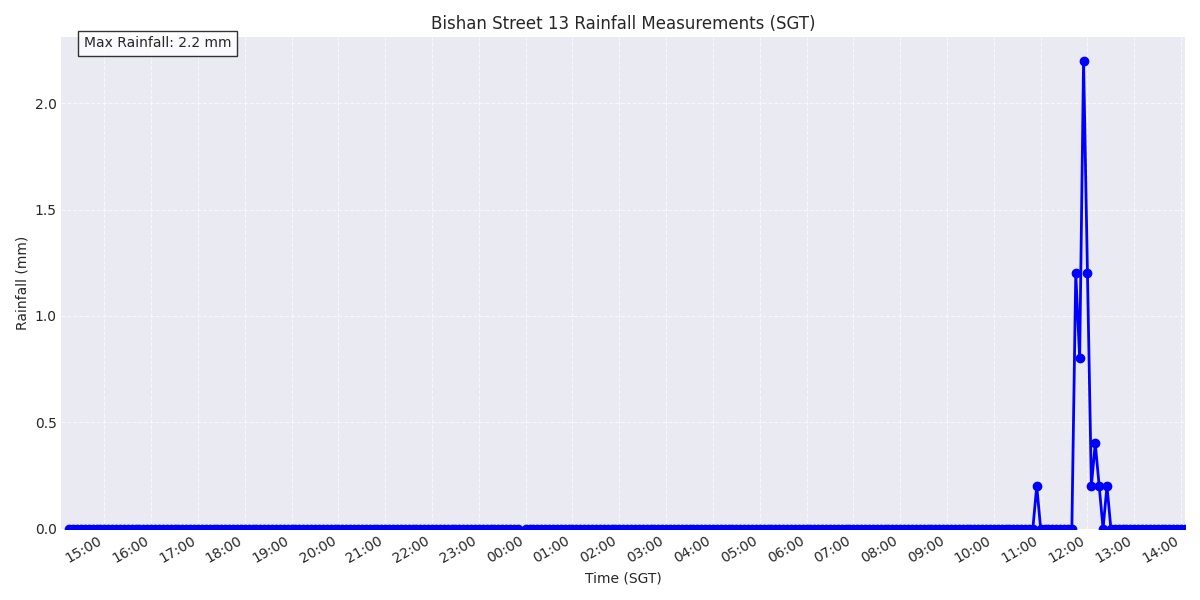 Bishan Street 13 Rainfall Measurements (SGT)
Max Rainfall: 2.2 mm
Rainfall (mm)
2.0
1.5
1.0
0.5
0.0
15:00 16:00 17:00 18:00 19:00 20:00 21:00 22:00 23:00 00:00 01:00 02:00 03:00 04:00 05:00 06:00 07:00 08:00 09:00 10:00 11:00 12:00 13:00 14:00
Time (SGT)